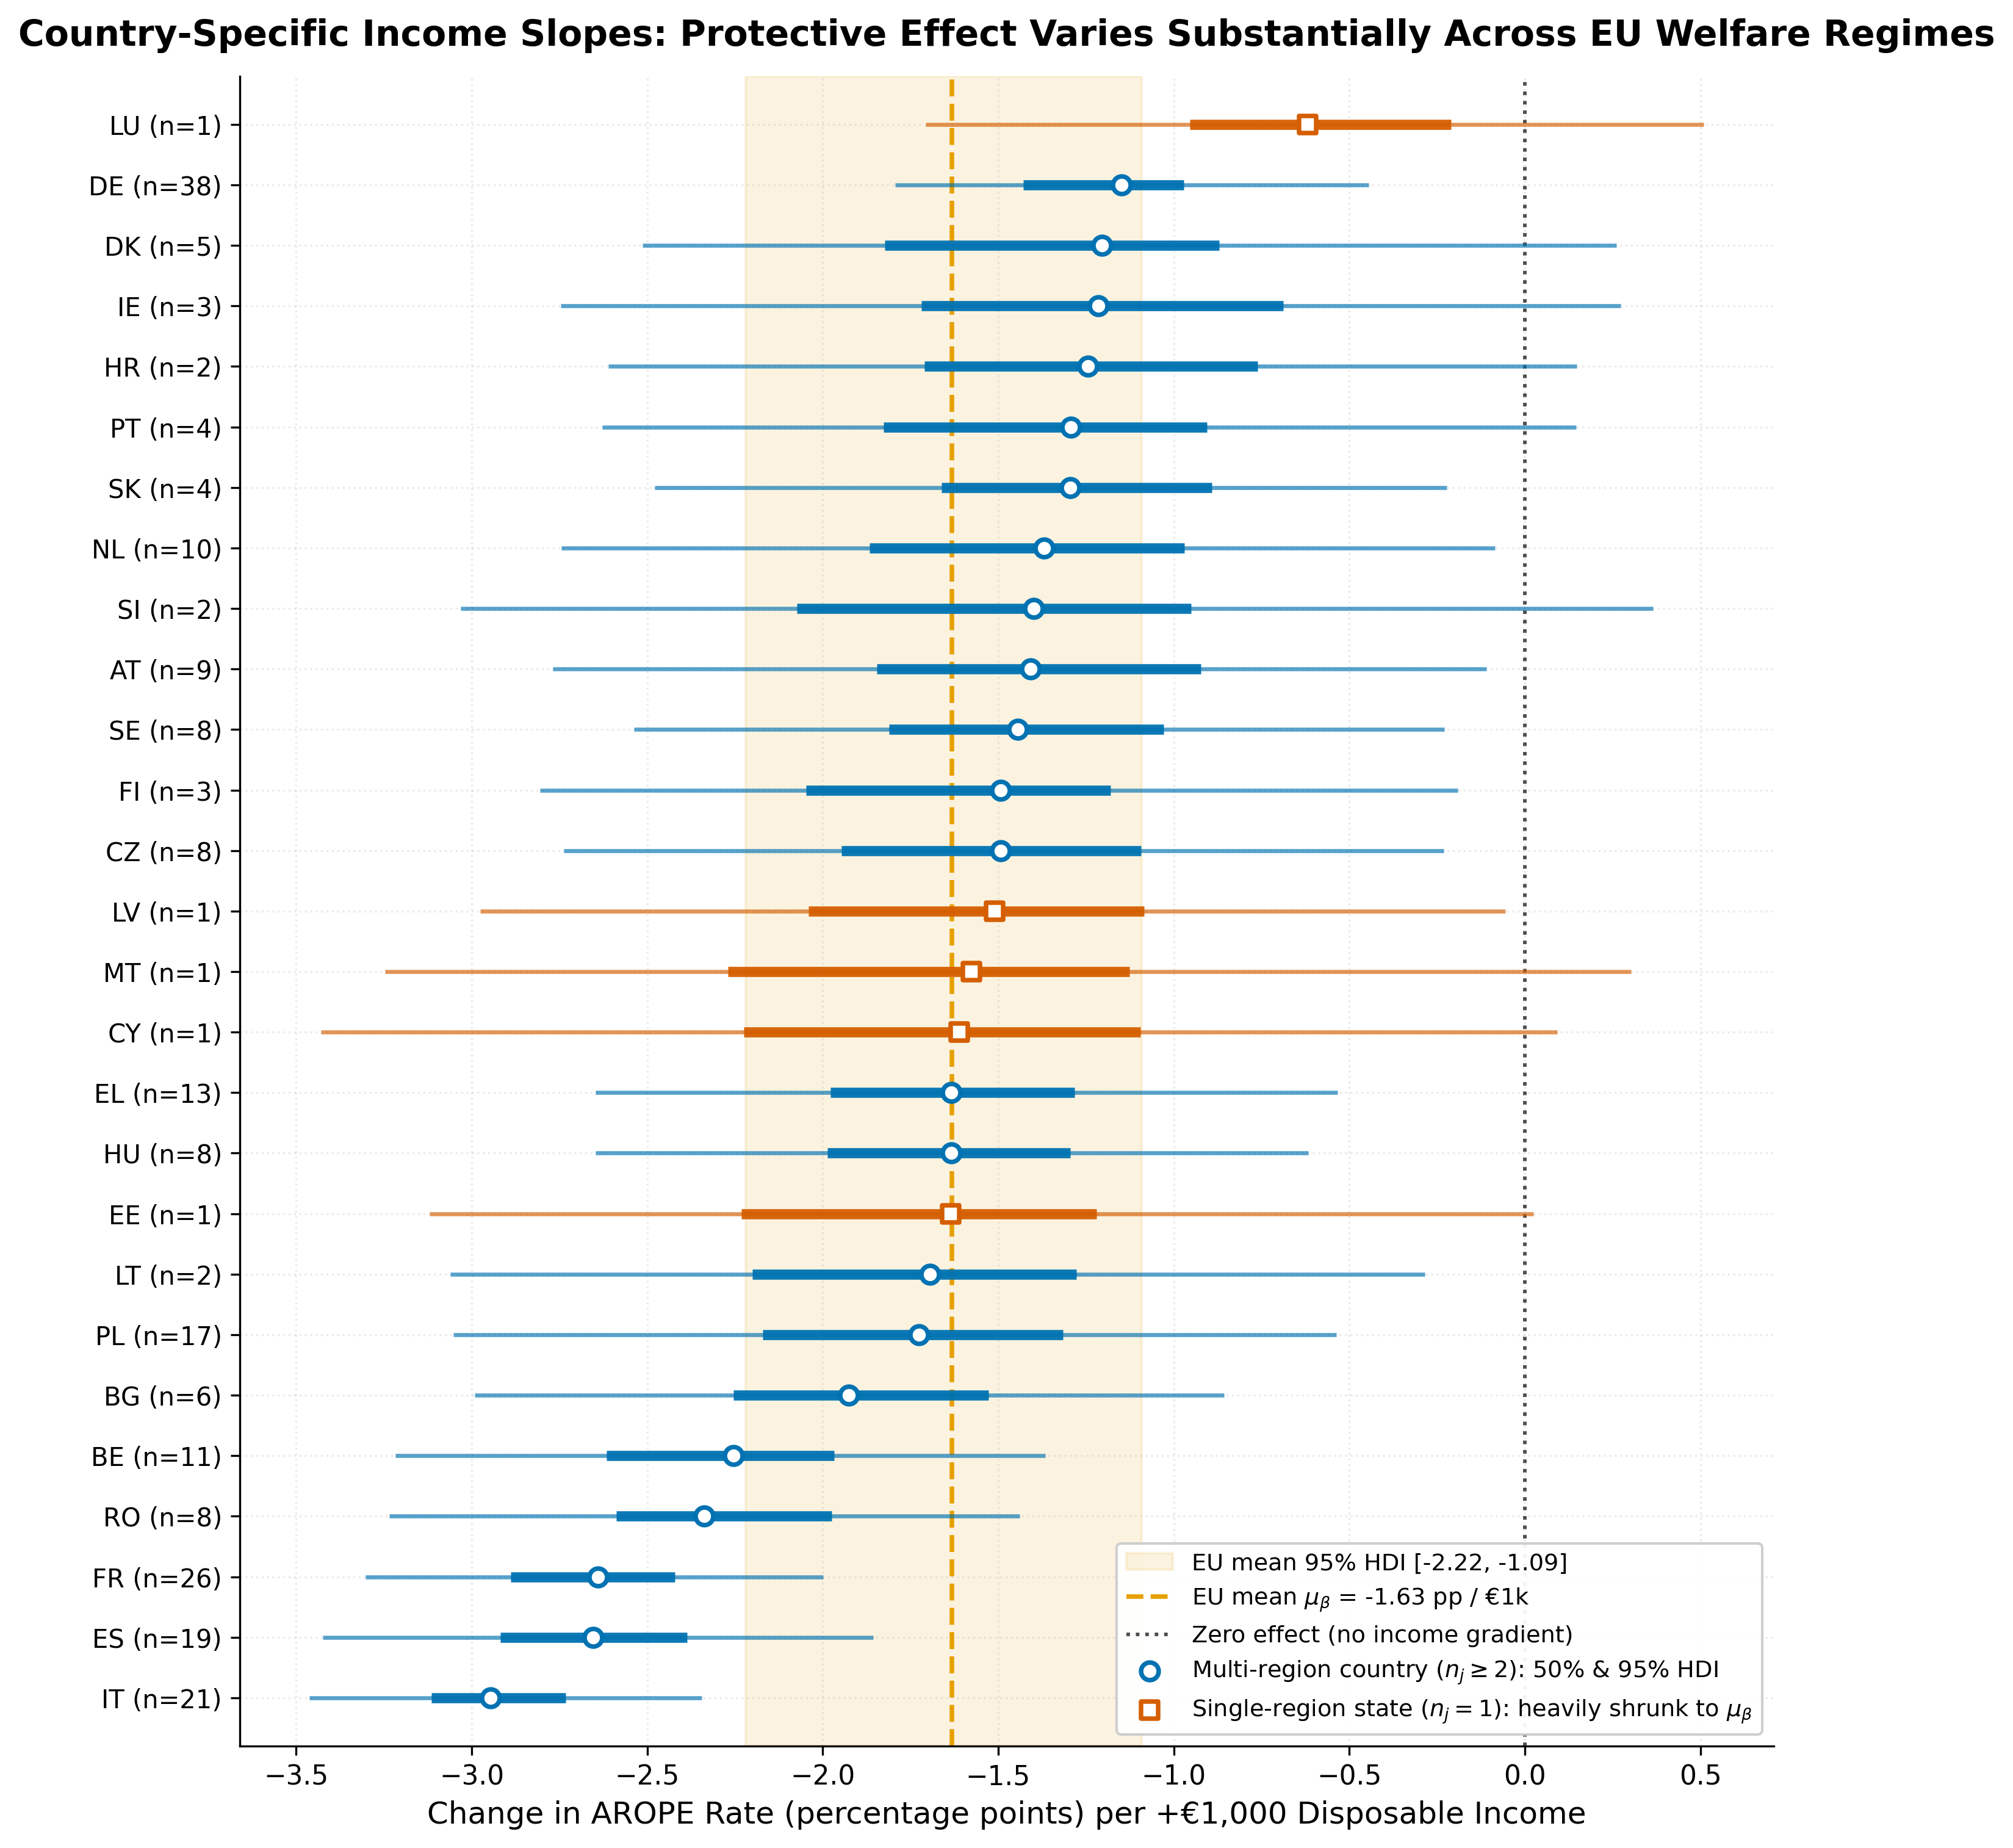 Country-Specific Income Slopes: Protective Effect Varies Substantially Across EU Welfare Regimes
LU (n=1)
DE (n=38)
DK (n=5)
IE (n=3)
HR (n=2)
PT (n=4)
SK (n=4)
NL (n=10)
SI (n=2)
AT (n=9)
SE (n=8)
FI (n=3)
CZ (n=8)
LV (n=1)
MT (n=1)
CY (n=1)
EL (n=13)
HU (n=8)
EE (n=1)
LT (n=2)
PL (n=17)
BG (n=6)
BE (n=11)
RO (n=8)
FR (n=26)
ES (n=19)
IT (n=21)
EU mean 95% HDI [-2.22, -1.09]
EU mean μβ = -1.63 pp / €1k
Zero effect (no income gradient)
Multi-region country (nj ≥ 2): 50% & 95% HDI
Single-region state (nj = 1): heavily shrunk to μβ
−3.5 −3.0 −2.5 −2.0 −1.5 −1.0 −0.5 0.0 0.5
Change in AROPE Rate (percentage points) per +€1,000 Disposable Income